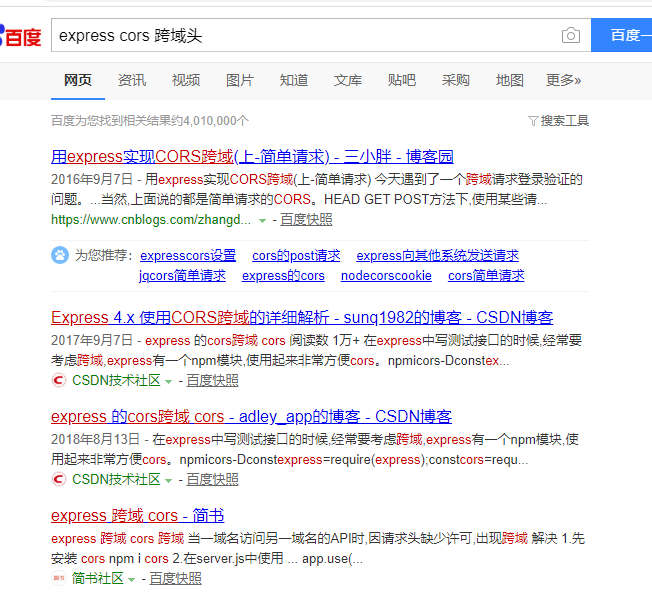 百度
express cors 跨域头
百度一
网页 资讯 视频 图片 知道 文库 贴吧 采购 地图 更多»
百度为您找到相关结果约4,010,000个
搜索工具
用express实现CORS跨域(上-简单请求) - 三小胖 - 博客园
2016年9月7日 - 用express实现CORS跨域(上-简单请求) 今天遇到了一个跨域请求登录验证的
问题。...当然,上面说的都是简单请求的CORS。HEAD GET POST方法下,使用某些请...
https://www.cnblogs.com/zhangd... - 百度快照
为您推荐: expresscors设置 cors的post请求 express向其他系统发送请求
jqcors简单请求 express的cors nodecorscookie cors简单请求
Express 4.x 使用CORS跨域的详细解析 - sunq1982的博客 - CSDN博客
2017年9月7日 - express 的cors跨域 cors 阅读数 1万+ 在express中写测试接口的时候,经常要
考虑跨域,express有一个npm模块,使用起来非常方便cors。npmicors-Dconstex...
CSDN技术社区 - 百度快照
express 的cors跨域 cors - adley_app的博客 - CSDN博客
2018年8月13日 - 在express中写测试接口的时候,经常要考虑跨域,express有一个npm模块,使
用起来非常方便cors。npmicors-Dconstexpress=require(express);constcors=requ...
CSDN技术社区 - 百度快照
express 跨域 cors - 简书
express 跨域 cors 跨域 当一域名访问另一域名的API时,因请求头缺少许可,出现跨域 解决 1.先
安装 cors npm i cors 2.在server.js中使用 ... app.use(...
简书社区 - 百度快照